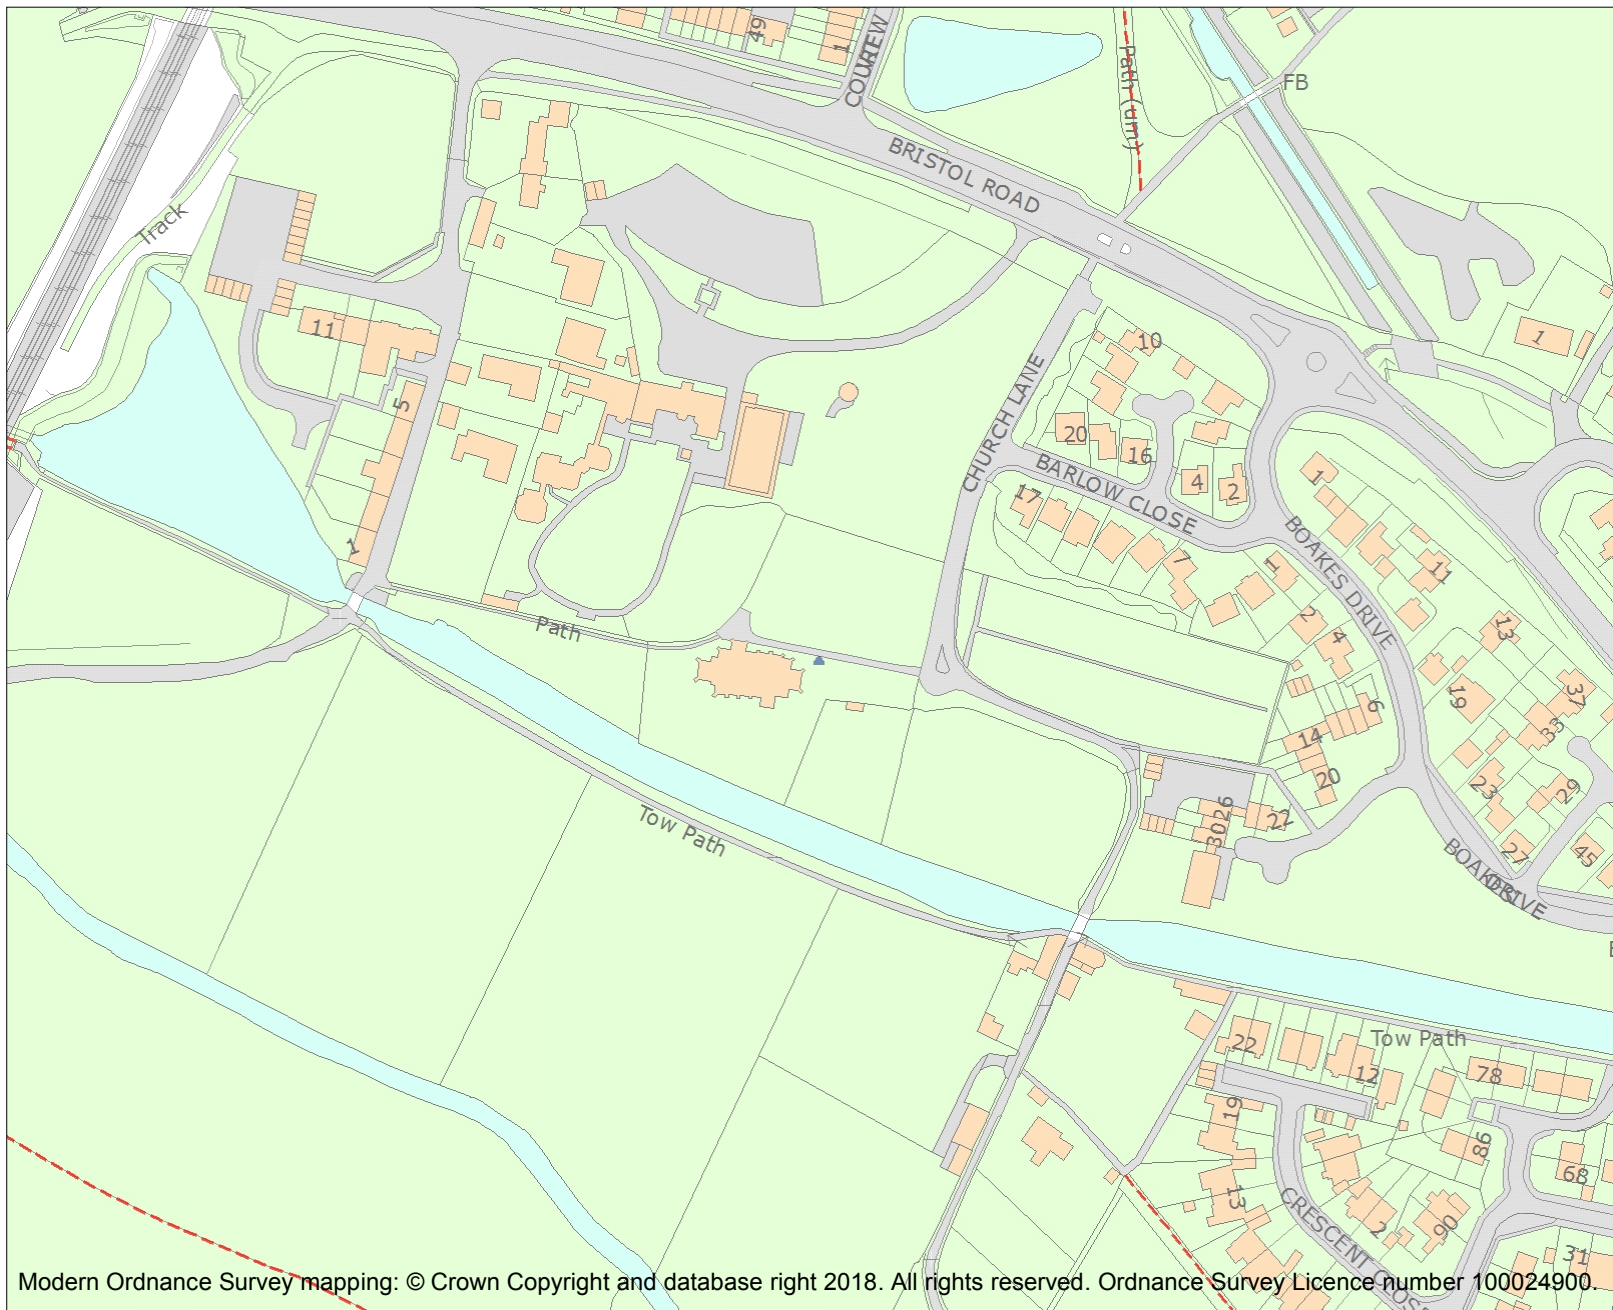 49
1
COURT
VIEW
Path (um)
FB
BRISTOL ROAD
Track
11
10
1
CHURCH LANE
5
20
16
BARLOW CLOSE
4
2
17
1
7
1
BOAKES DRIVE
11
1
2
4
13
Path
19
37
33
6
14
20
23
29
Tow Path
3026
22
27
45
BOAKES
DRIVE
22
Tow Path
12
78
19
86
68
13
2
90
CRESCENT CLOSE
31
Modern Ordnance Survey mapping: © Crown Copyright and database right 2018. All rights reserved. Ordnance Survey Licence number 100024900.